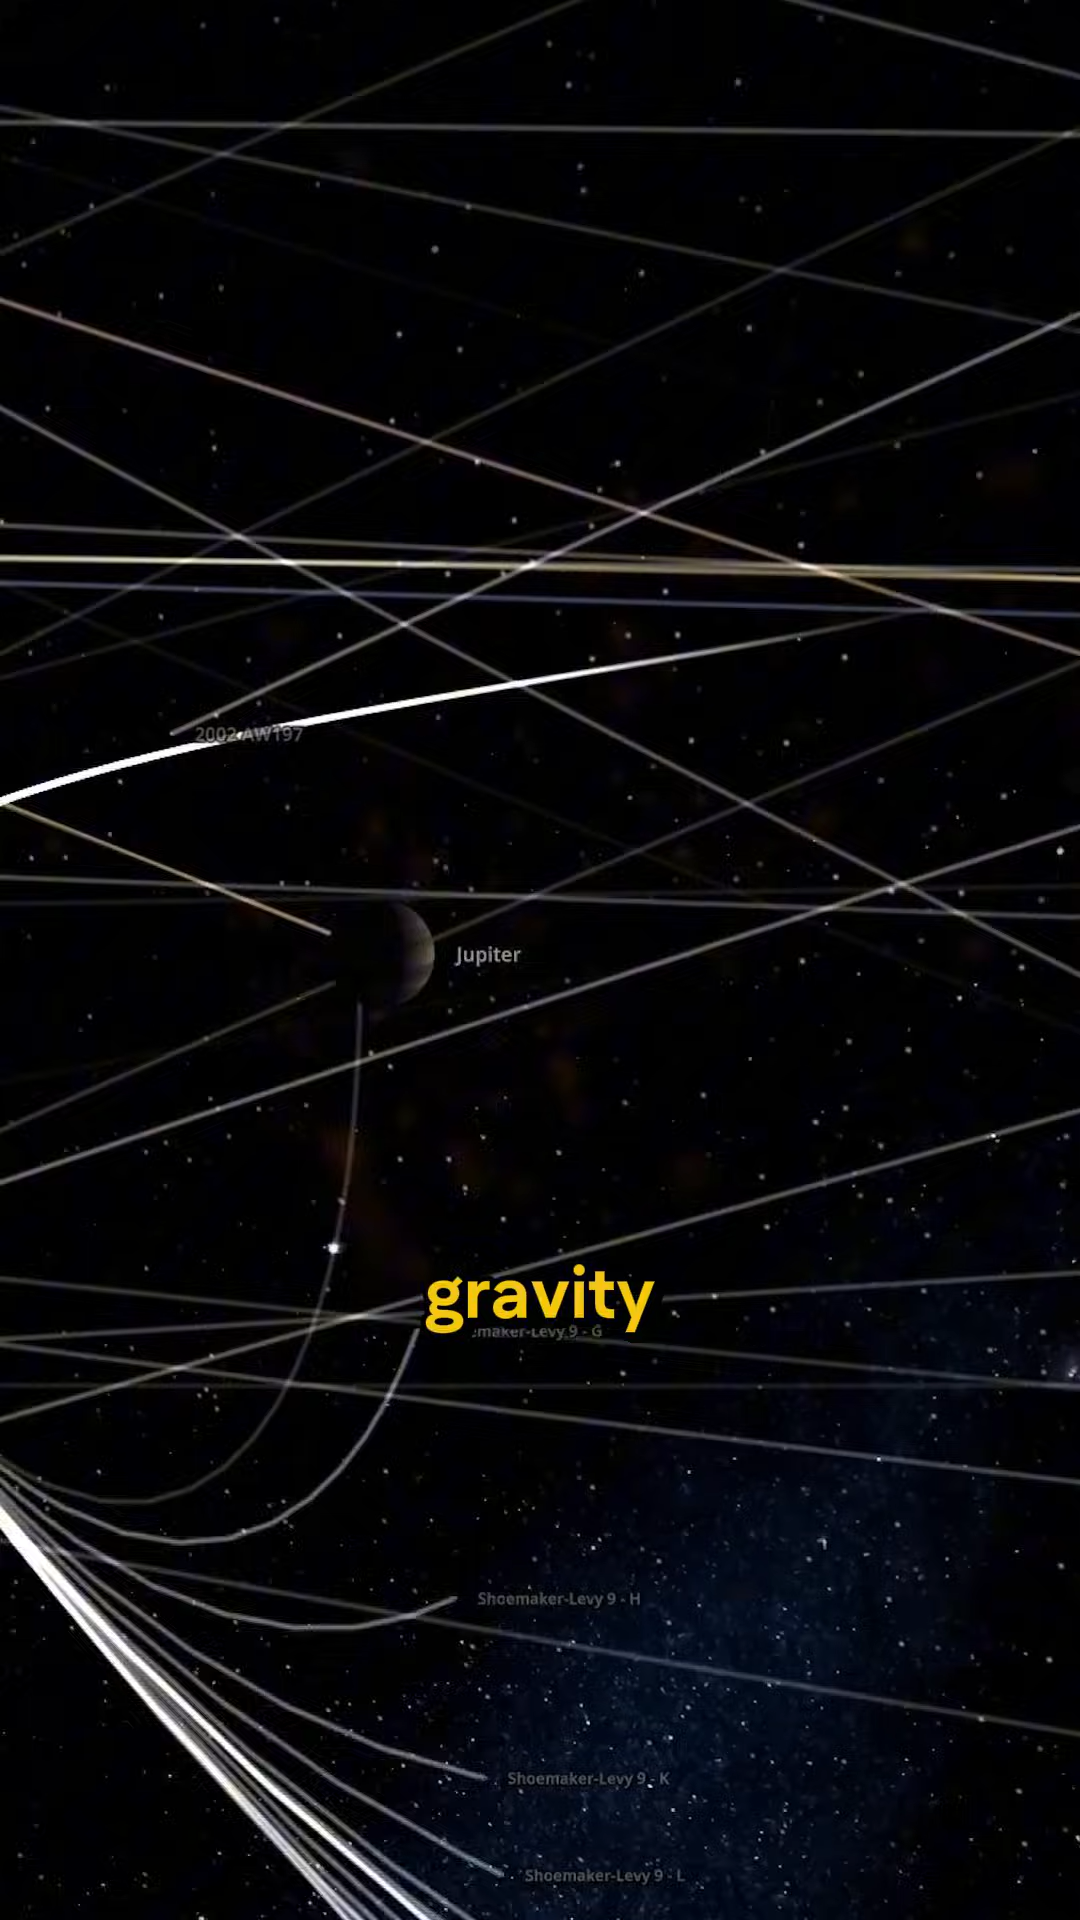 2002 AW197
Jupiter
gravity
maker-Levy 9 - G
Shoemaker-Levy 9 - H
Shoemaker-Levy 9 - K
Shoemaker-Levy 9 - L